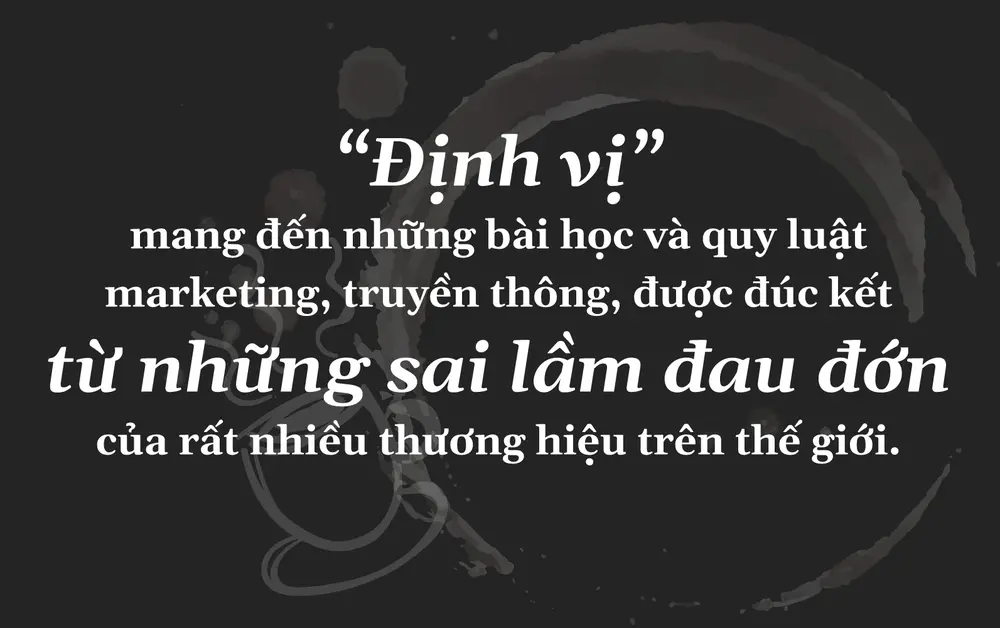 “Định vị”
mang đến những bài học và quy luật
marketing, truyền thông, được đúc kết
từ những sai lầm đau đớn
của rất nhiều thương hiệu trên thế giới.